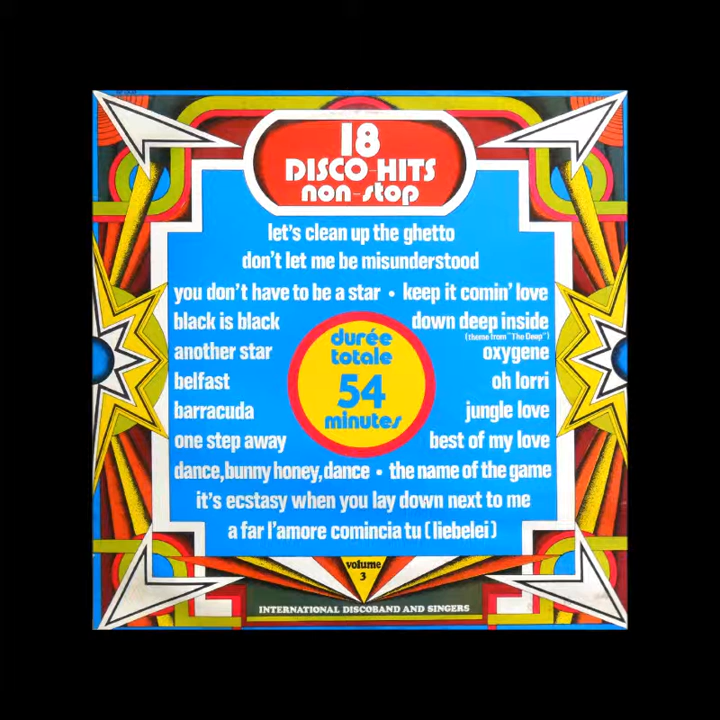 18
DISCO-HITS
non-stop
let's clean up the ghetto
don't let me be misunderstood
you don't have to be a star • keep it comin' love
black is black
down deep inside
(theme from "The Deep")
another star
oxygene
belfast
oh lorri
barracuda
jungle love
one step away
best of my love
durée
totale
54
minutes
dance, bunny honey, dance • the name of the game
it's ecstasy when you lay down next to me
a far l'amore comincia tu (liebelei)
volume
3
INTERNATIONAL DISCOBAND AND SINGERS